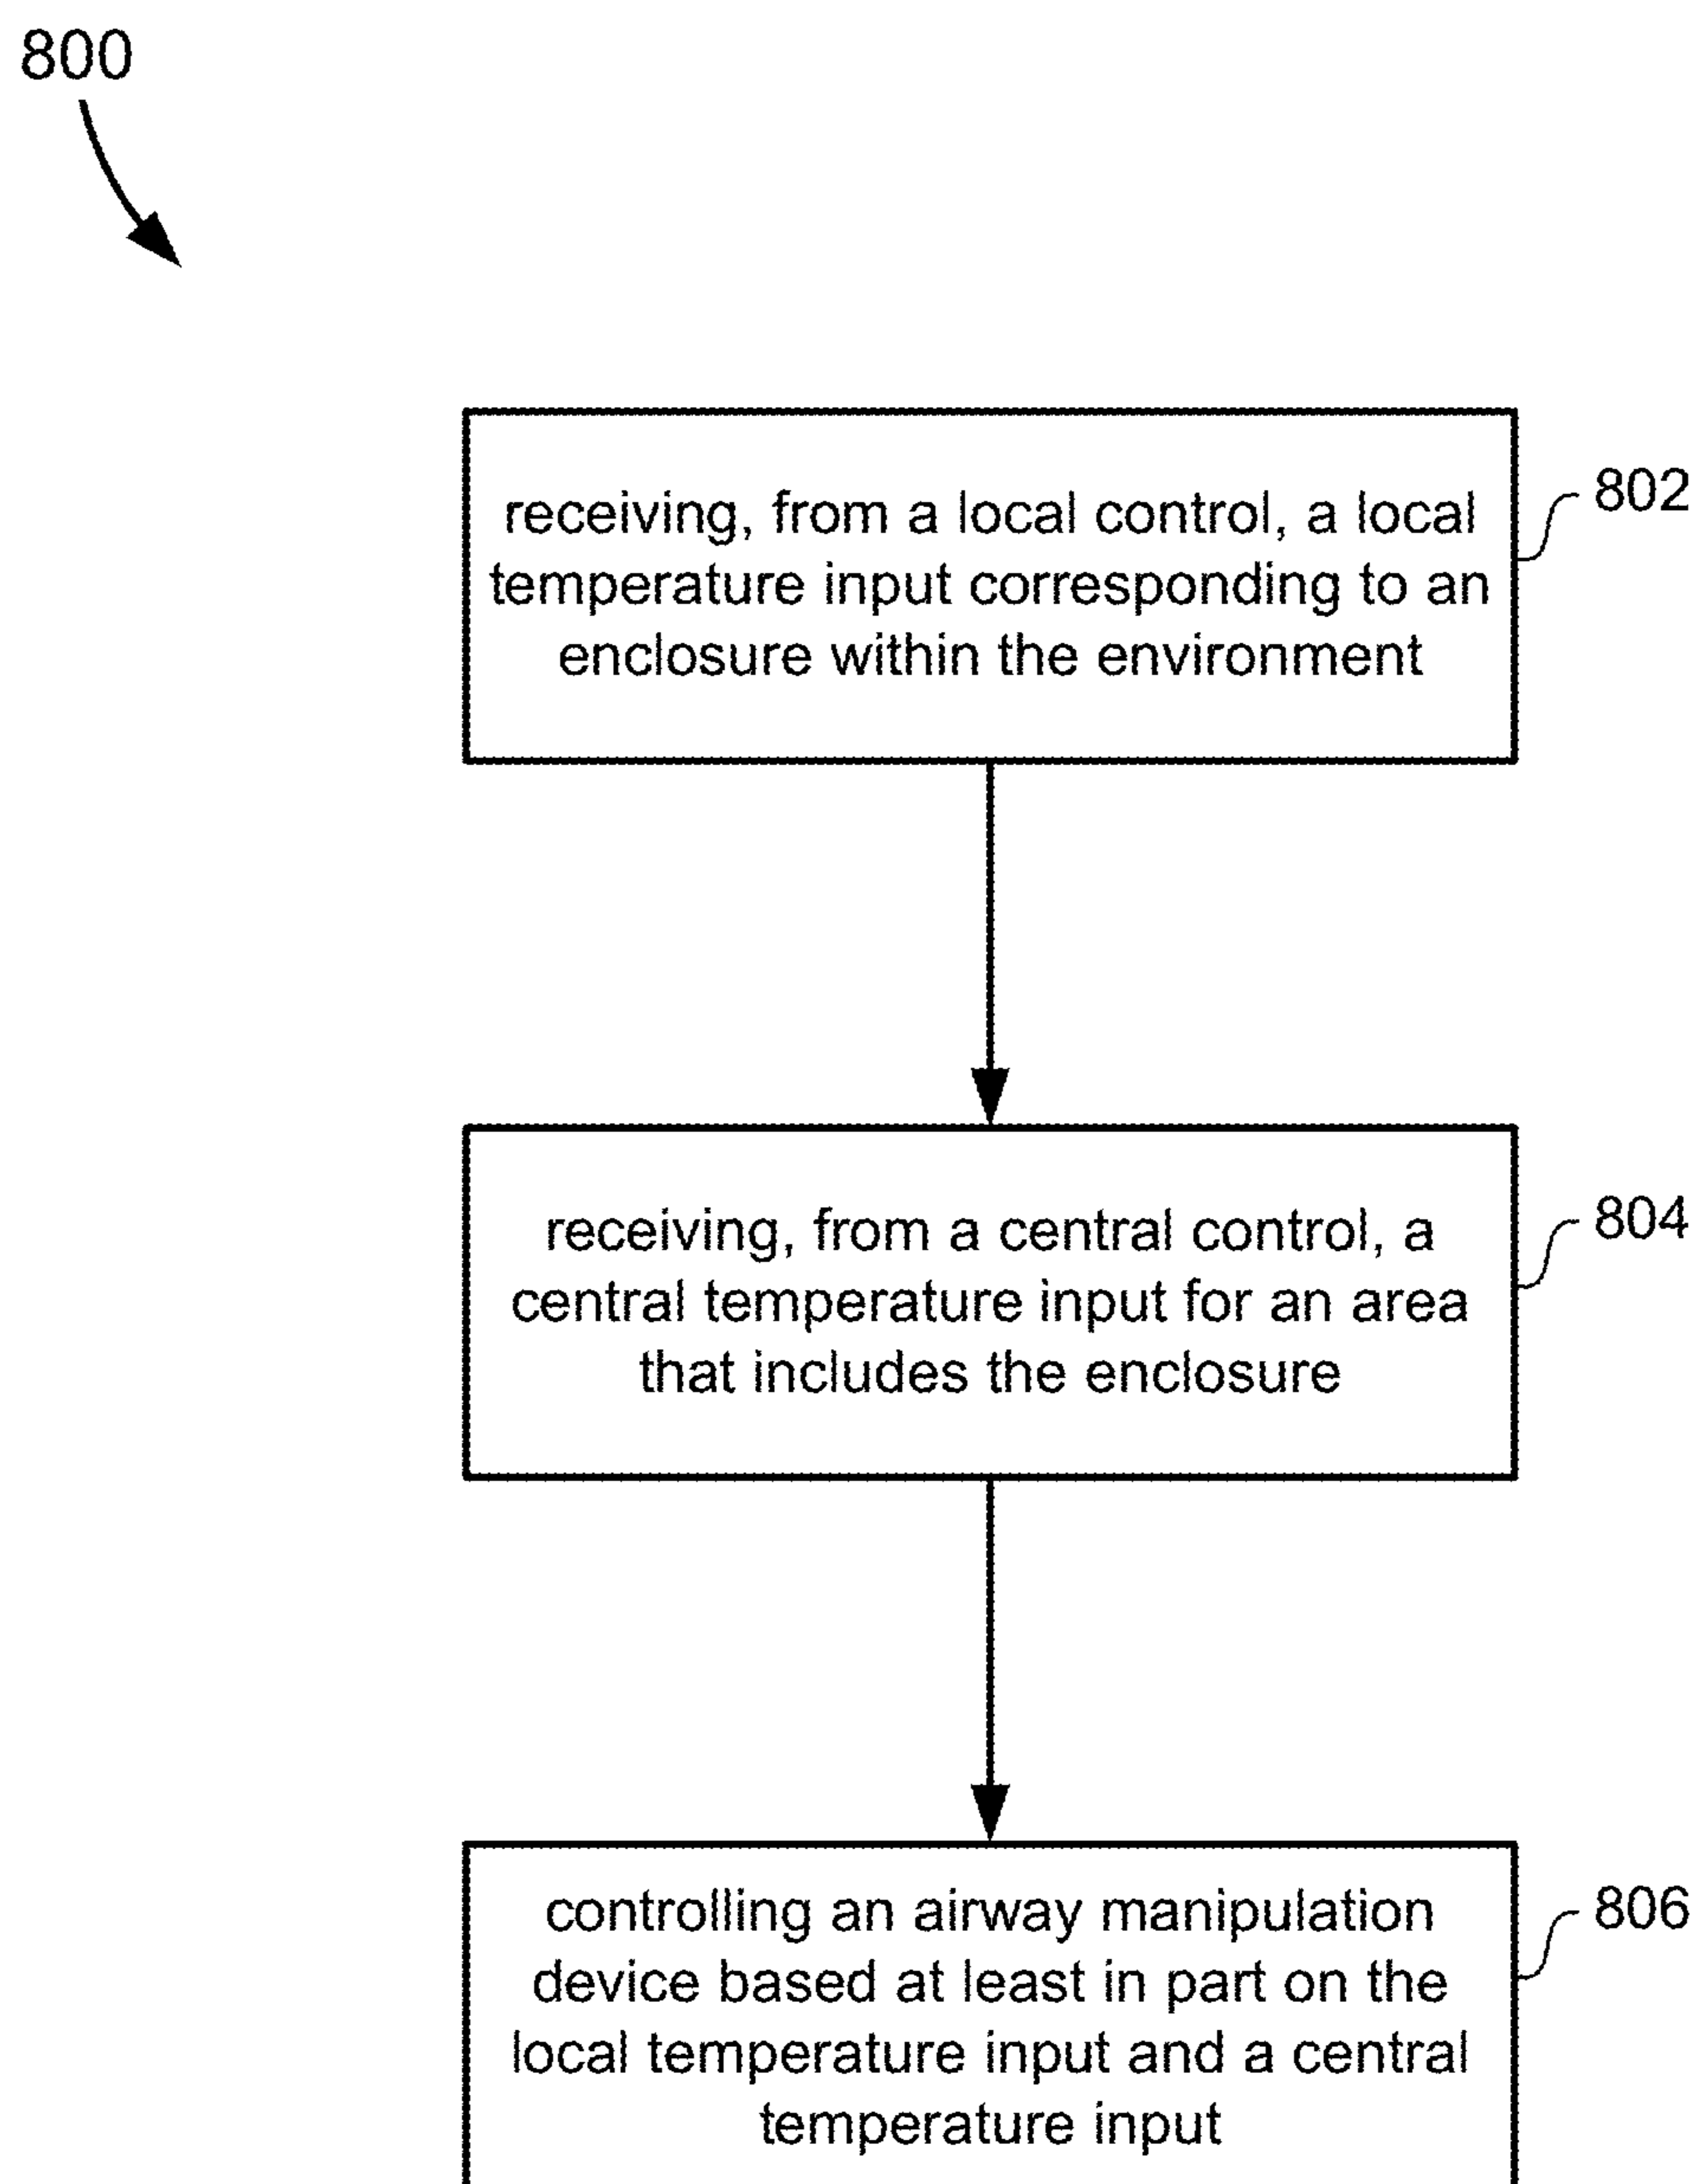 800
receiving, from a local control, a local
temperature input corresponding to an
enclosure within the environment
802
receiving, from a central control, a
central temperature input for an area
that includes the enclosure
804
controlling an airway manipulation
device based at least in part on the
local temperature input and a central
temperature input
806